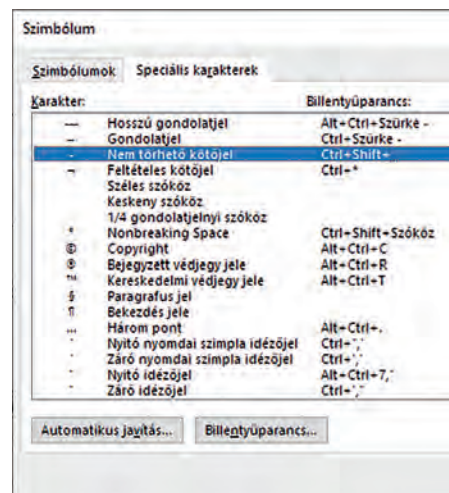 Szimbólum
Szimbólumok Speciális karakterek
Karakter: Billentyűparancs:
— Hosszú gondolatjel Alt+Ctrl+Szürke -
– Gondolatjel Ctrl+Szürke -
- Nem törhető kötőjel Ctrl+Shift+_
¬ Feltételes kötőjel Ctrl+*
Széles szóköz
Keskeny szóköz
1/4 gondolatjelnyi szóköz
° Nonbreaking Space Ctrl+Shift+Szóköz
© Copyright Alt+Ctrl+C
® Bejegyzett védjegy jele Alt+Ctrl+R
™ Kereskedelmi védjegy jele Alt+Ctrl+T
§ Paragrafus jel
¶ Bekezdés jele
... Három pont Alt+Ctrl+.
Nyitó nyomdai szimpla idézőjel
Záró nyomdai szimpla idézőjel
Nyitó idézőjel
Záró idézőjel
Automatikus javítás... Billentyűparancs...